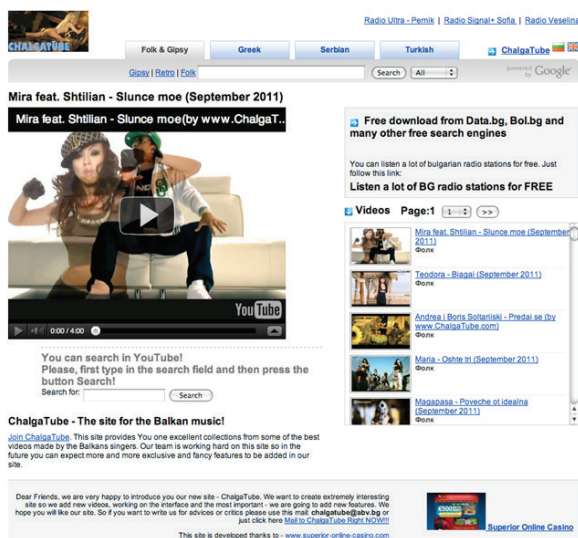 Radio Ultra - Pernik | Radio Signal+ Sofia | Radio Veselina
CHALGATUBE
Folk & Gipsy
Greek
Serbian
Turkish
ChalgaTube
Gipsy | Retro | Folk
Search
All
powered by Google
Mira feat. Shtilian - Slunce moe (September 2011)
Mira feat. Shtilian - Slunce moe(by www.ChalgaT..
YouTube
0:00 / 4:00
You can search in YouTube!
Please, first type in the search field and then press the
button Search!
Search for:
Search
ChalgaTube - The site for the Balkan music!
Join ChalgaTube. This site provides You one excellent collections from some of the best
videos made by the Balkans singers. Our team is working hard on this site so in the
future you can expect more and more exclusive and fancy features to be added in our
site.
Free download from Data.bg, Bol.bg and
many other free search engines
You can listen a lot of bulgarian radio stations for free. Just
follow this link:
Listen a lot of BG radio stations for FREE
Videos Page:1 1 >>
Mira feat. Shtilian - Slunce moe (September
2011)
Фолк
Teodora - Biagai (September 2011)
Фолк
Andrea i Boris Soltariiski - Predai se (by
www.ChalgaTube.com)
Фолк
Maria - Oshte tri (September 2011)
Фолк
Magapasa - Poveche ot idealna
(September 2011)
Фолк
Dear Friends, we are very happy to introduce you our new site - ChalgaTube. We want to create extremely interesting
site so we add new videos, working on the interface and the most important - we are going to add new features. We
hope you will like our site. So if you want to write us for advices or critics please use this mail: chalgatube@abv.bg or
just click here Mail to ChalgaTube Right NOW!!!
This site is developed thanks to - www.superior-online-casino.com
€500
Superior Online Casino